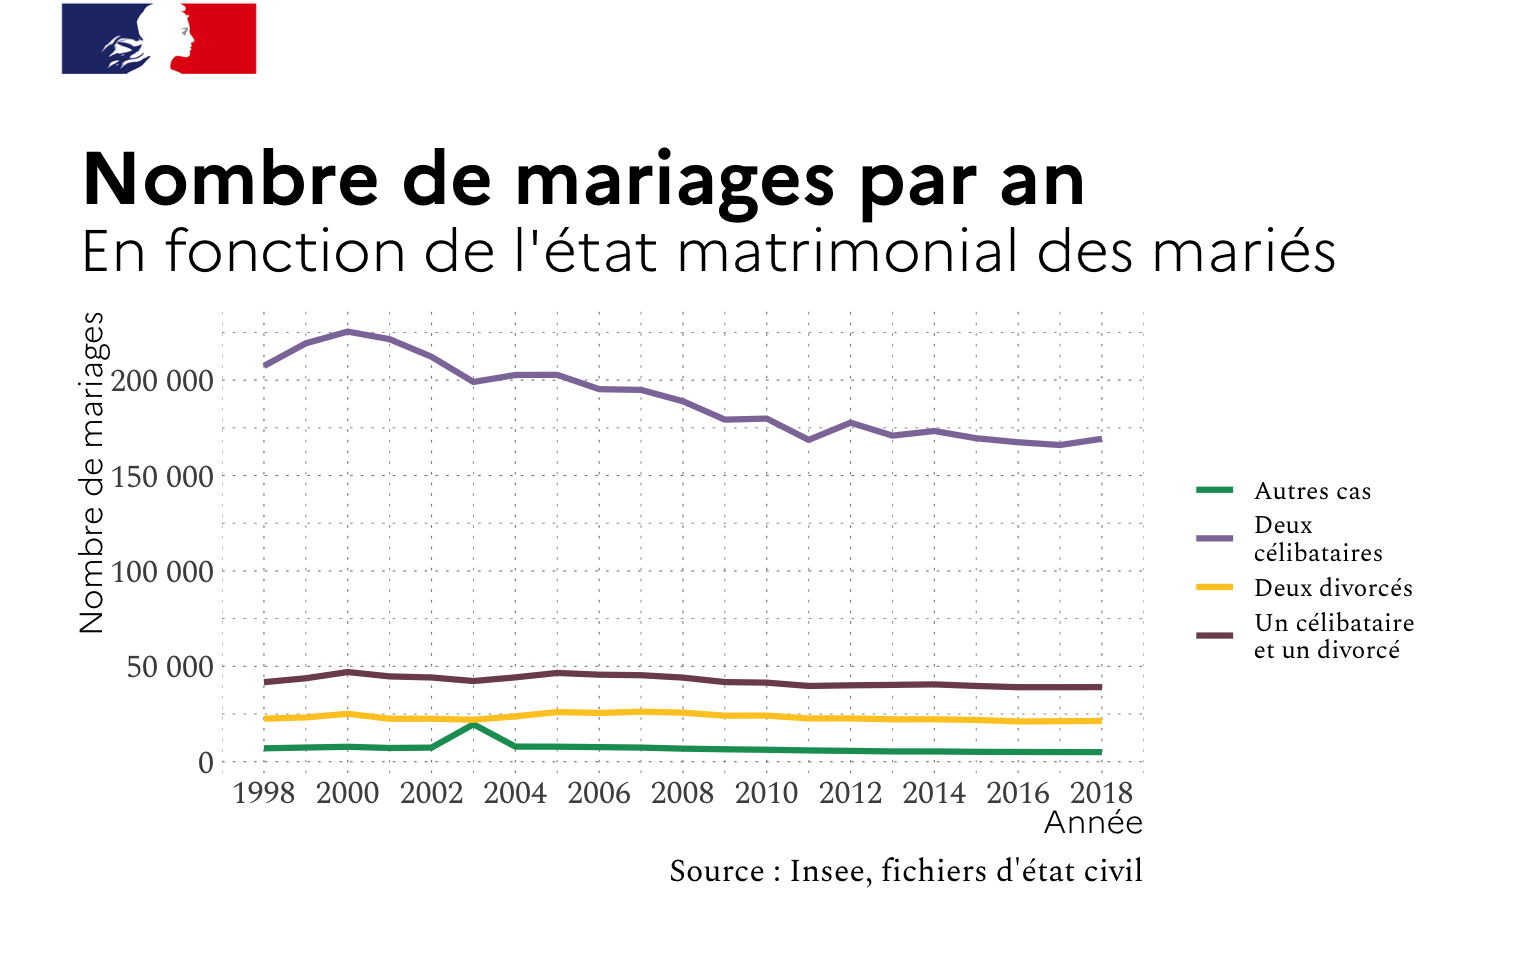 Nombre de mariages par an
En fonction de l'état matrimonial des mariés
Nombre de mariages
200 000
150 000
100 000
50 000
0
1998 2000 2002 2004 2006 2008 2010 2012 2014 2016 2018
Année
Autres cas
Deux
célibataires
Deux divorcés
Un célibataire
et un divorcé
Source : Insee, fichiers d'état civil